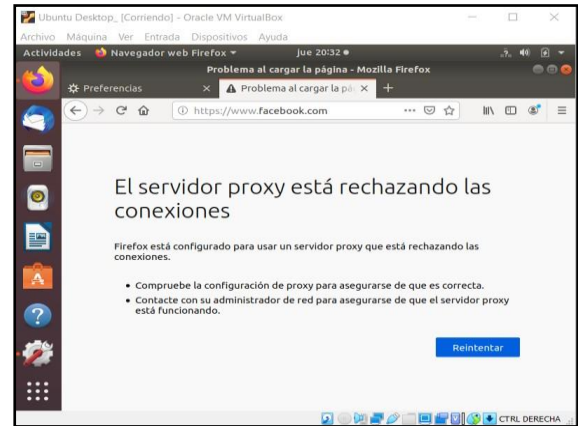 Ubuntu Desktop_ [Corriendo] - Oracle VM VirtualBox
Archivo Máquina Ver Entrada Dispositivos Ayuda
Actividades Navegador web Firefox jue 20:32
Problema al cargar la página - Mozilla Firefox
Preferencias Problema al cargar la pá
https://www.facebook.com
El servidor proxy está rechazando las
conexiones
Firefox está configurado para usar un servidor proxy que está rechazando las
conexiones.
• Compruebe la configuración de proxy para asegurarse de que es correcta.
• Contacte con su administrador de red para asegurarse de que el servidor proxy
está funcionando.
Reintentar
CTRL DERECHA